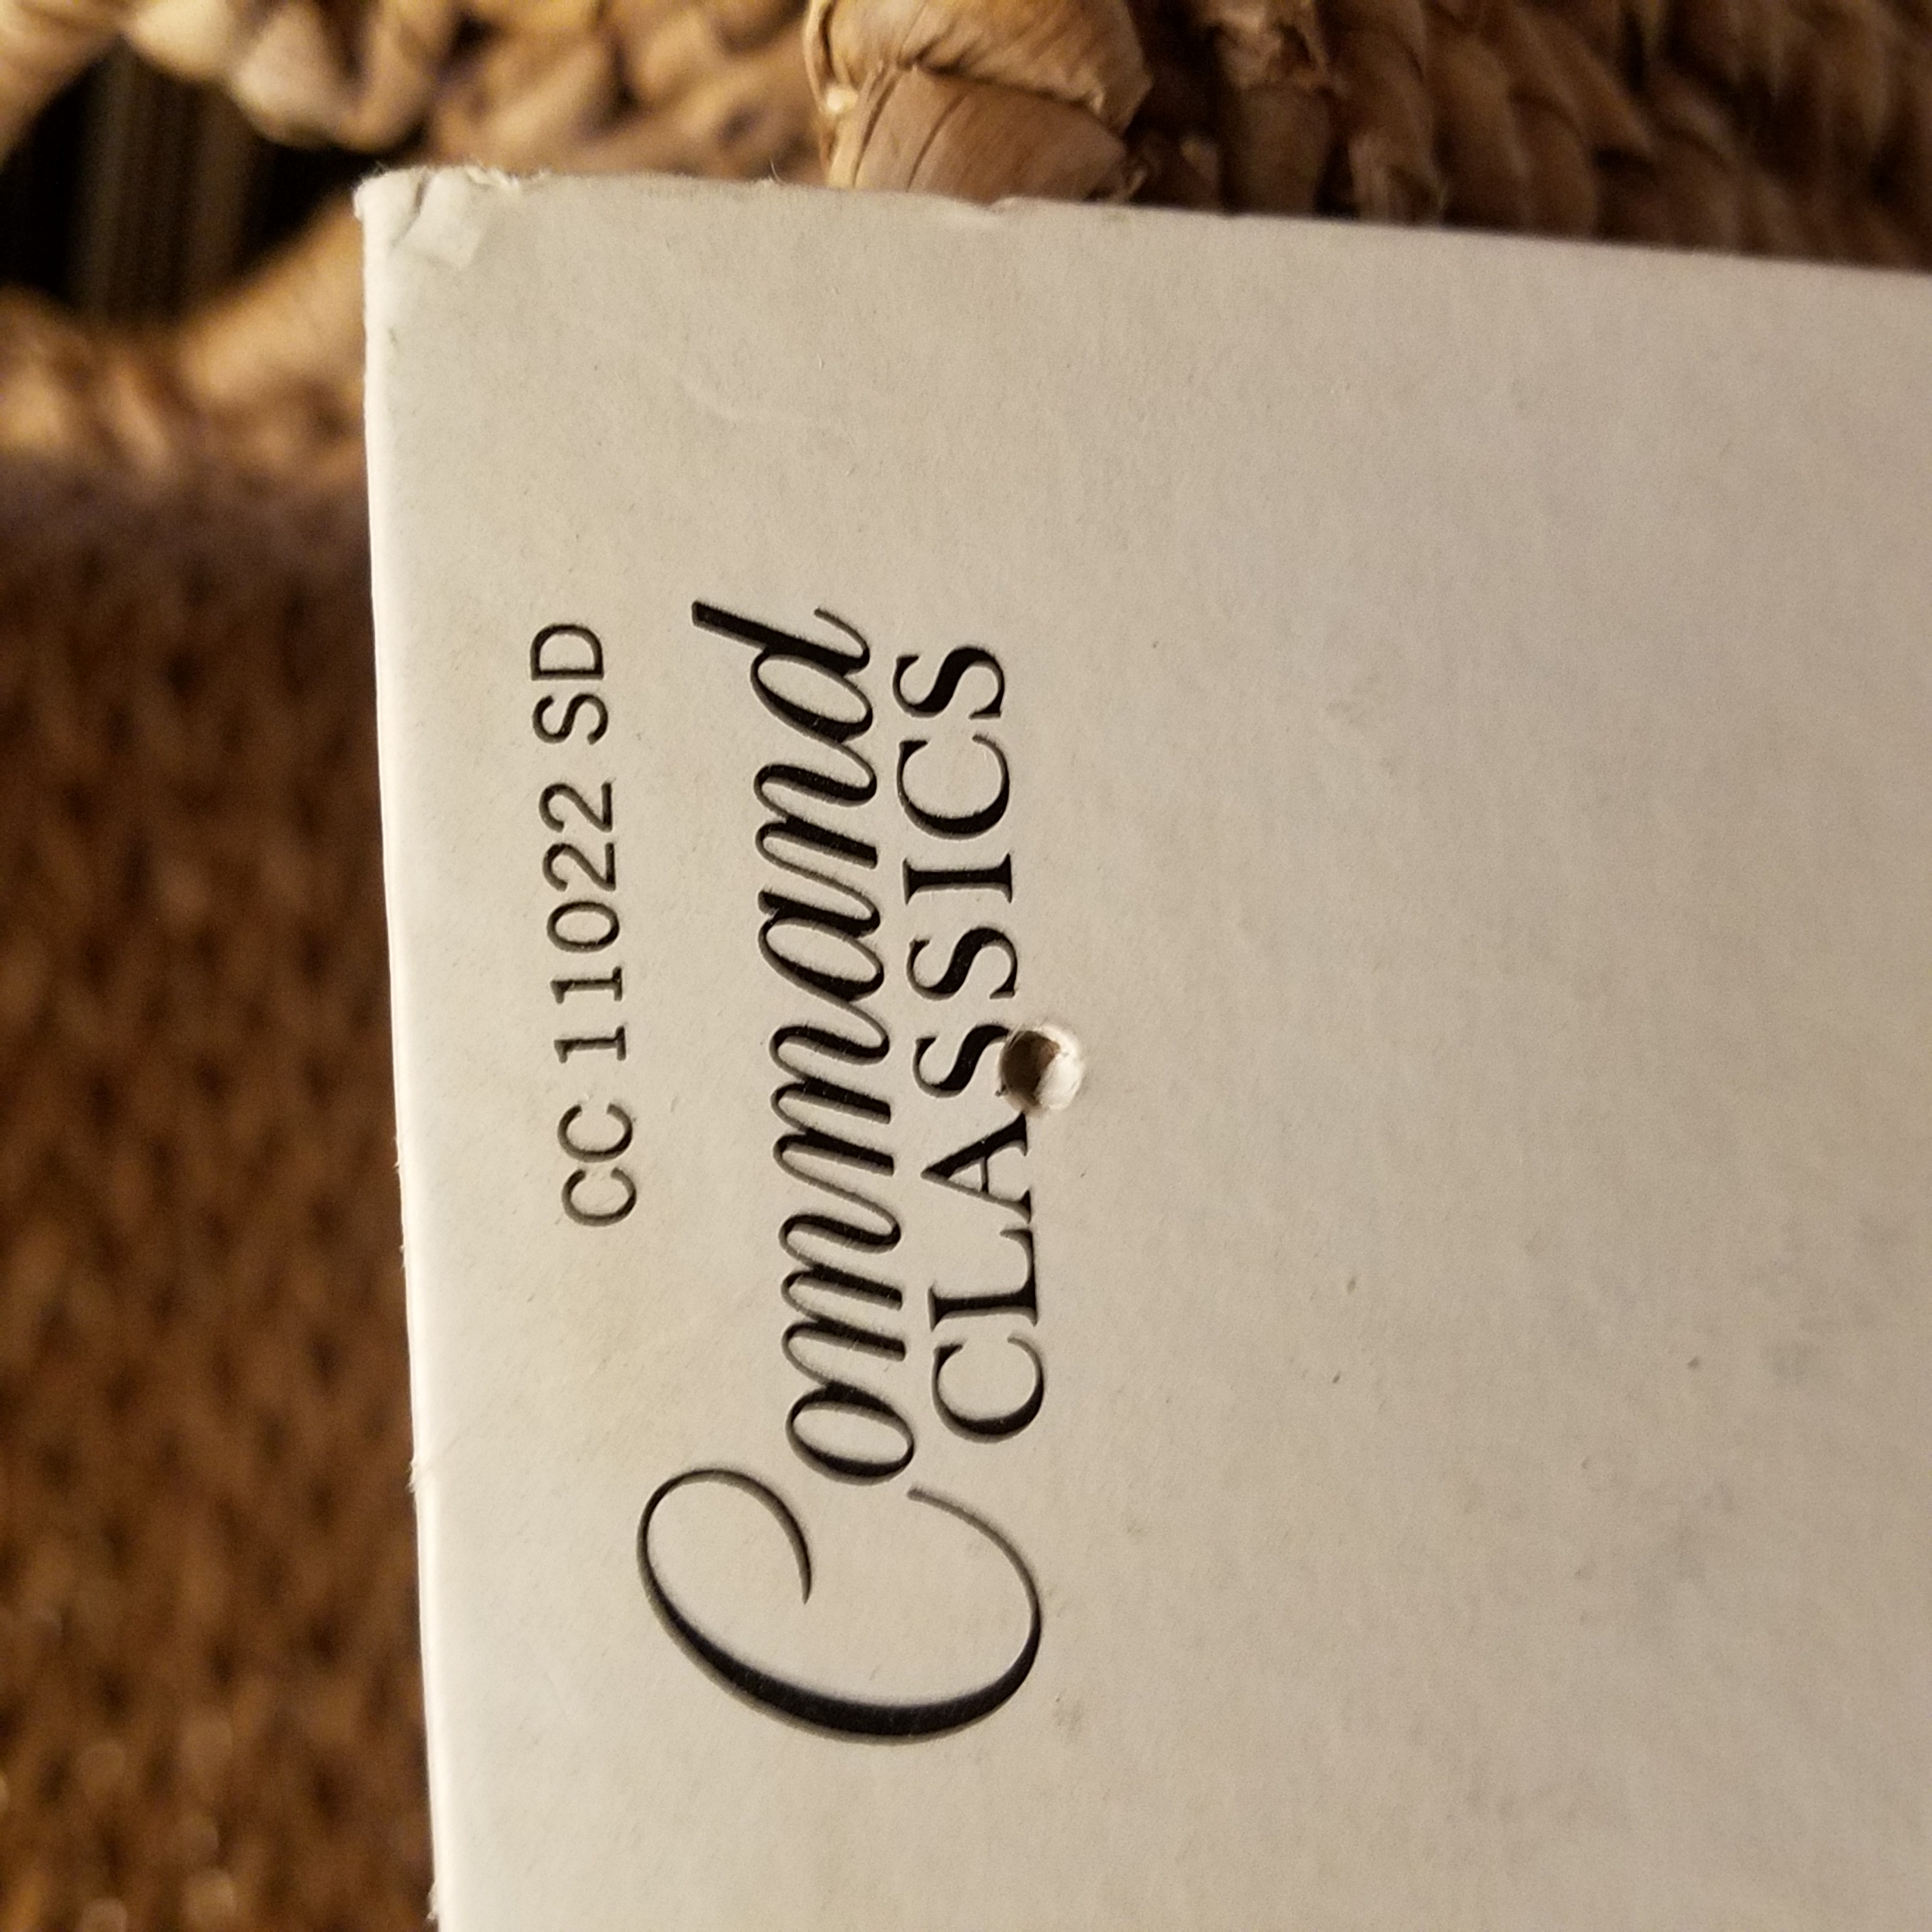 CC 11022 SD
Command
CLASSICS